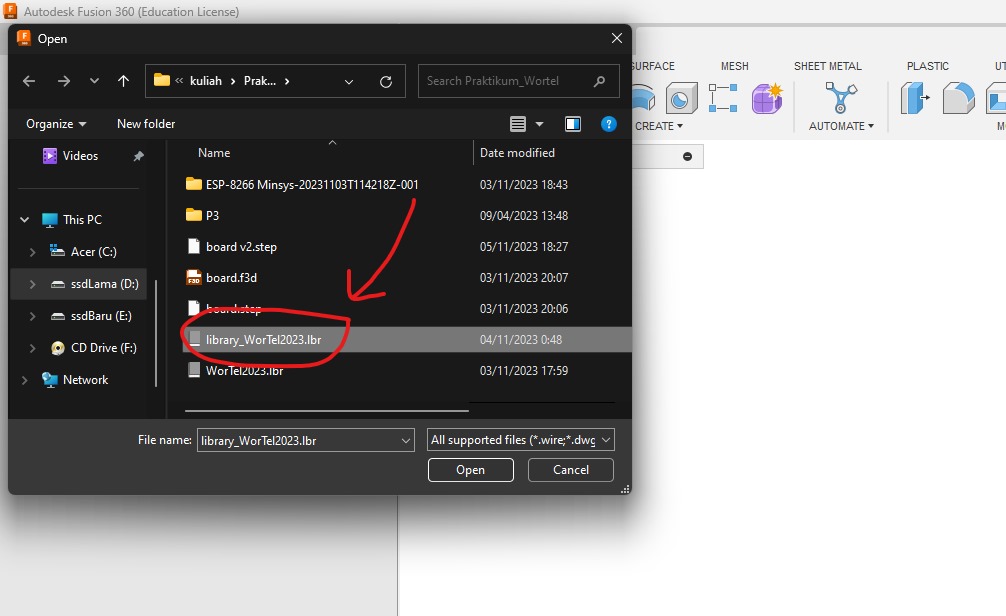 Autodesk Fusion 360 (Education License)
Open
« kuliah > Prak... >
Search Praktikum_Wortel
Organize
New folder
?
Videos
This PC
Acer (C:)
ssdLama (D:)
ssdBaru (E:)
CD Drive (F:)
Network
Name Date modified
ESP-8266 Minsys-20231103T114218Z-001 03/11/2023 18:43
P3 09/04/2023 13:48
board v2.step 05/11/2023 18:27
board.f3d 03/11/2023 20:07
board.step 03/11/2023 20:06
library_WorTel2023.lbr 04/11/2023 0:48
WorTel2023.lbr 03/11/2023 17:59
File name: library_WorTel2023.lbr All supported files (*.wire;*.dwg
Open Cancel
URFACE MESH SHEET METAL PLASTIC UT
CREATE AUTOMATE